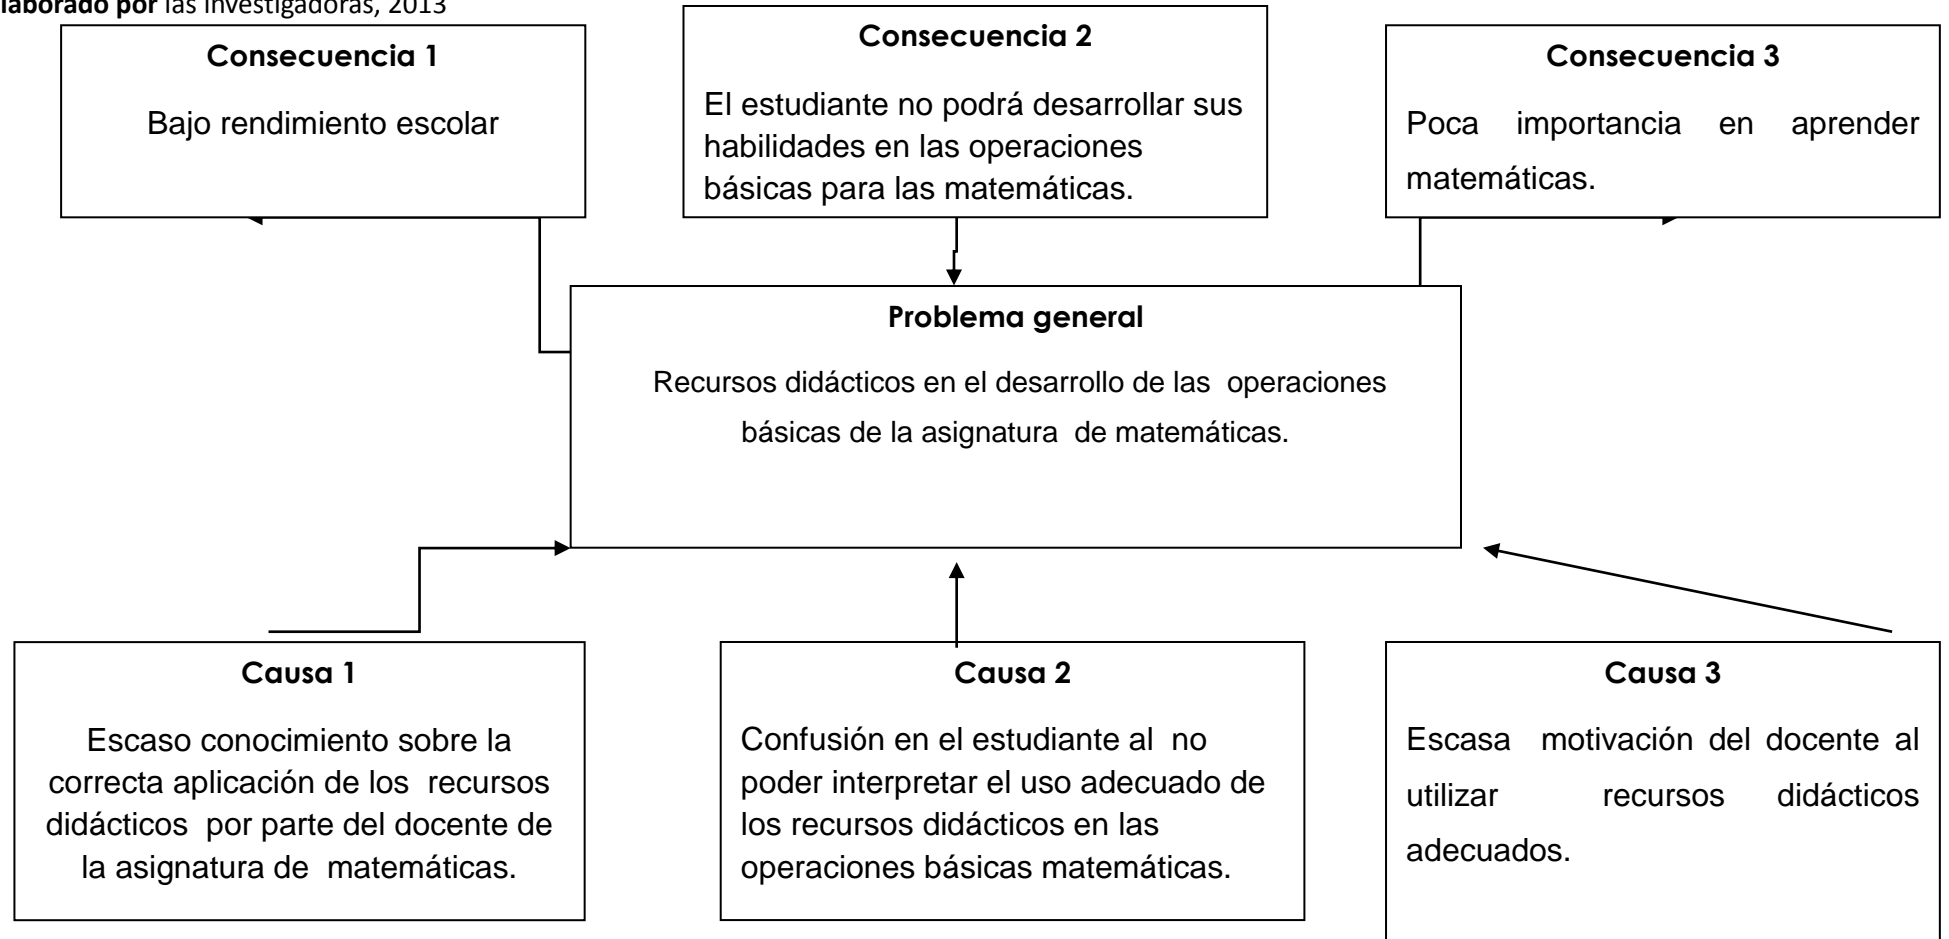 laborado por las investigadoras, 2013
Consecuencia 1
Bajo rendimiento escolar
Consecuencia 2
El estudiante no podrá desarrollar sus
habilidades en las operaciones
básicas para las matemáticas.
Consecuencia 3
Poca importancia en aprender
matemáticas.
Problema general
Recursos didácticos en el desarrollo de las operaciones
básicas de la asignatura de matemáticas.
Causa 1
Escaso conocimiento sobre la
correcta aplicación de los recursos
didácticos por parte del docente de
la asignatura de matemáticas.
Causa 2
Confusión en el estudiante al no
poder interpretar el uso adecuado de
los recursos didácticos en las
operaciones básicas matemáticas.
Causa 3
Escasa motivación del docente al
utilizar recursos didácticos
adecuados.